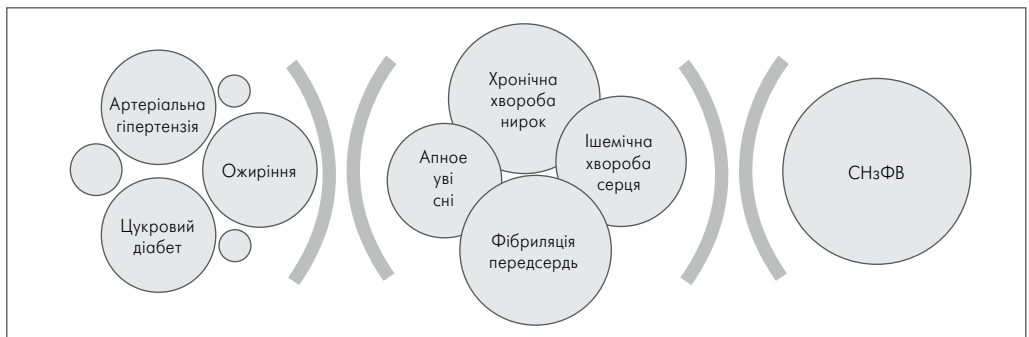 Артеріальна
гіпертензія
Ожиріння
Цукровий
діабет
Хронічна
хвороба
нирок
Апное
уві
сні
Ішемічна
хвороба
серця
Фібриляція
передсердь
СНзФВ